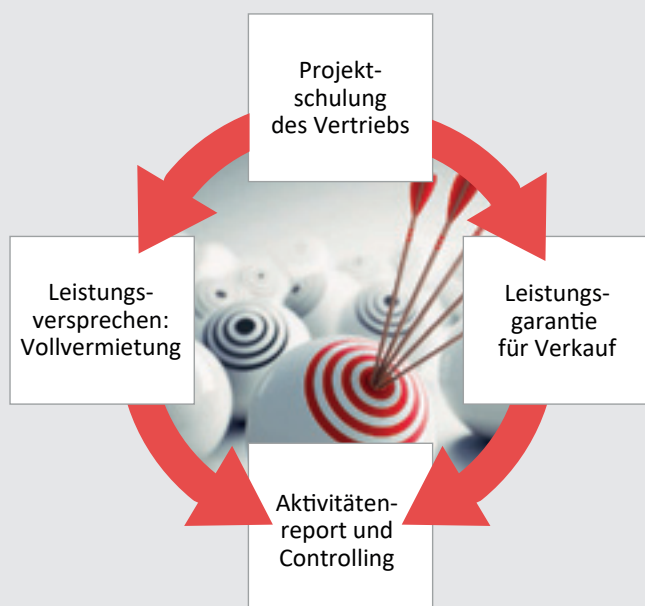 Projekt-
schulung
des Vertriebs
Leistungs-
versprechen:
Vollvermietung
Leistungs-
garantie
für Verkauf
Aktivitäten-
report und
Controlling